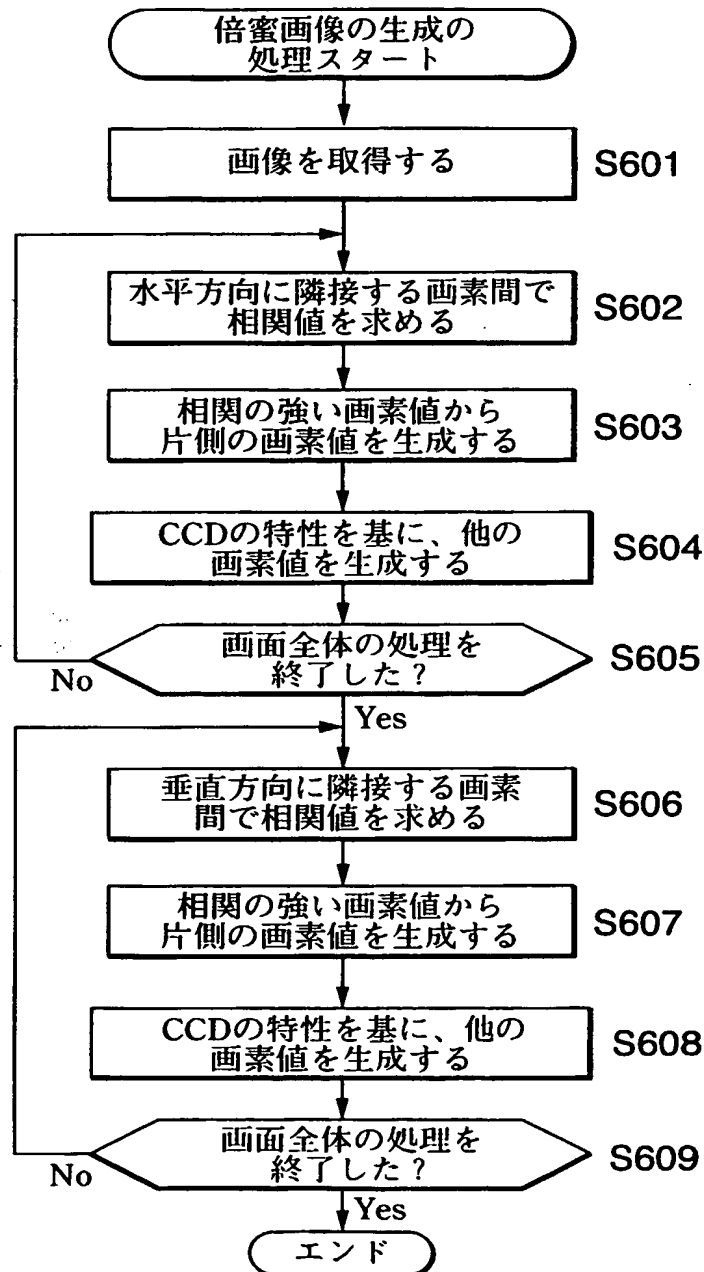 倍蜜画像の生成の
処理スタート
画像を取得する
S601
水平方向に隣接する画素間で
相関値を求める
S602
相関の強い画素値から
片側の画素値を生成する
S603
CCDの特性を基に、他の
画素値を生成する
S604
画面全体の処理を
終了した?
S605
No
Yes
垂直方向に隣接する画素
間で相関値を求める
S606
相関の強い画素値から
片側の画素値を生成する
S607
CCDの特性を基に、他の
画素値を生成する
S608
画面全体の処理を
終了した?
S609
No
Yes
エンド